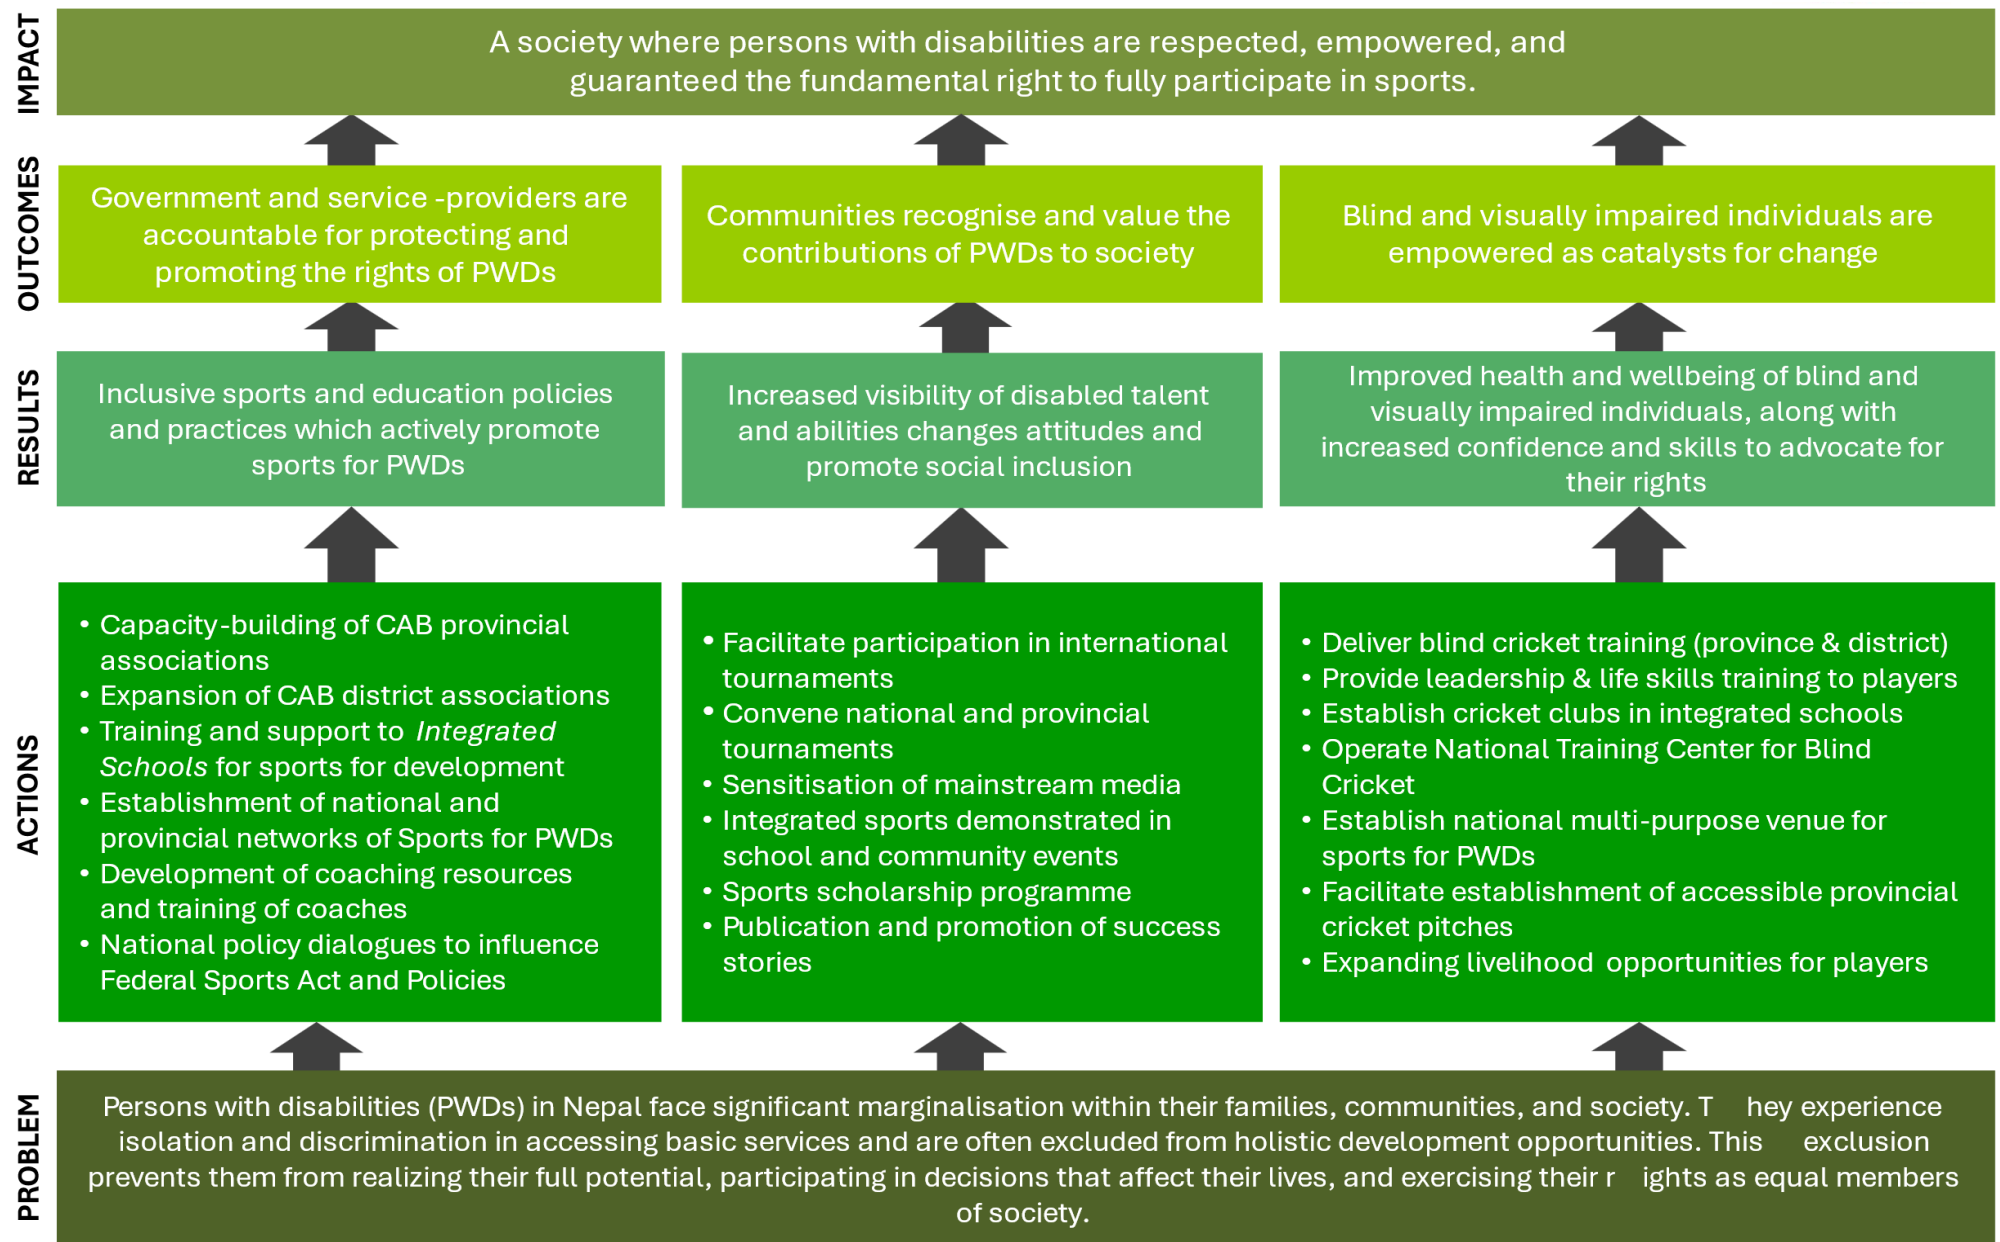 IMPACT
A society where persons with disabilities are respected, empowered, and
guaranteed the fundamental right to fully participate in sports.
OUTCOMES
Government and service -providers are
accountable for protecting and
promoting the rights of PWDs
Communities recognise and value the
contributions of PWDs to society
Blind and visually impaired individuals are
empowered as catalysts for change
RESULTS
Inclusive sports and education policies
and practices which actively promote
sports for PWDs
Increased visibility of disabled talent
and abilities changes attitudes and
promote social inclusion
Improved health and wellbeing of blind and
visually impaired individuals, along with
increased confidence and skills to advocate for
their rights
ACTIONS
• Capacity-building of CAB provincial
associations
• Expansion of CAB district associations
• Training and support to Integrated
Schools for sports for development
• Establishment of national and
provincial networks of Sports for PWDs
• Development of coaching resources
and training of coaches
• National policy dialogues to influence
Federal Sports Act and Policies
• Facilitate participation in international
tournaments
• Convene national and provincial
tournaments
• Sensitisation of mainstream media
• Integrated sports demonstrated in
school and community events
• Sports scholarship programme
• Publication and promotion of success
stories
• Deliver blind cricket training (province & district)
• Provide leadership & life skills training to players
• Establish cricket clubs in integrated schools
• Operate National Training Center for Blind
Cricket
• Establish national multi-purpose venue for
sports for PWDs
• Facilitate establishment of accessible provincial
cricket pitches
• Expanding livelihood opportunities for players
PROBLEM
Persons with disabilities (PWDs) in Nepal face significant marginalisation within their families, communities, and society. T hey experience
isolation and discrimination in accessing basic services and are often excluded from holistic development opportunities. This exclusion
prevents them from realizing their full potential, participating in decisions that affect their lives, and exercising their r ights as equal members
of society.